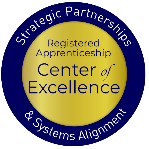 Strategic Partnerships
Registered
Apprenticeship
Center of
Excellence
& Systems Alignment